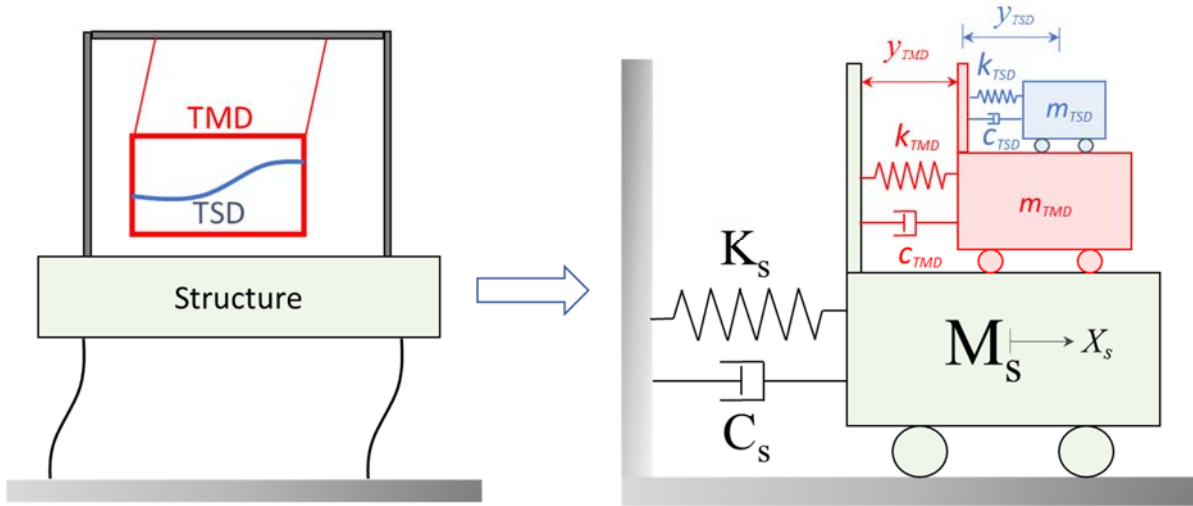 TMD
TSD
Structure
y_TSD
y_TMD
k_TSD
m_TSD
c_TSD
k_TMD
m_TMD
c_TMD
K_s
M_s
X_s
C_s